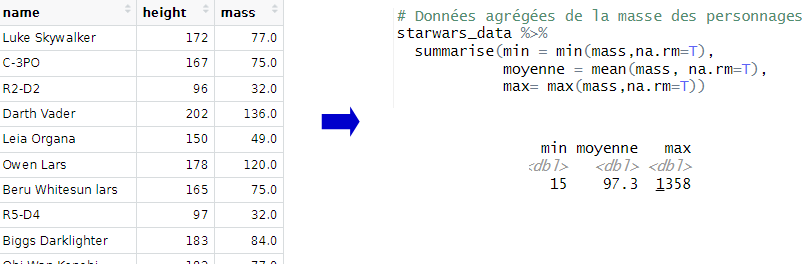 name height mass
Luke Skywalker 172 77.0
C-3PO 167 75.0
R2-D2 96 32.0
Darth Vader 202 136.0
Leia Organa 150 49.0
Owen Lars 178 120.0
Beru Whitesun lars 165 75.0
R5-D4 97 32.0
Biggs Darklighter 183 84.0
# Données agrégées de la masse des personnages
starwars_data %>%
summarise(min = min(mass,na.rm=T),
moyenne = mean(mass, na.rm=T),
max= max(mass,na.rm=T))
min moyenne max
<dbl> <dbl> <dbl>
15 97.3 1358